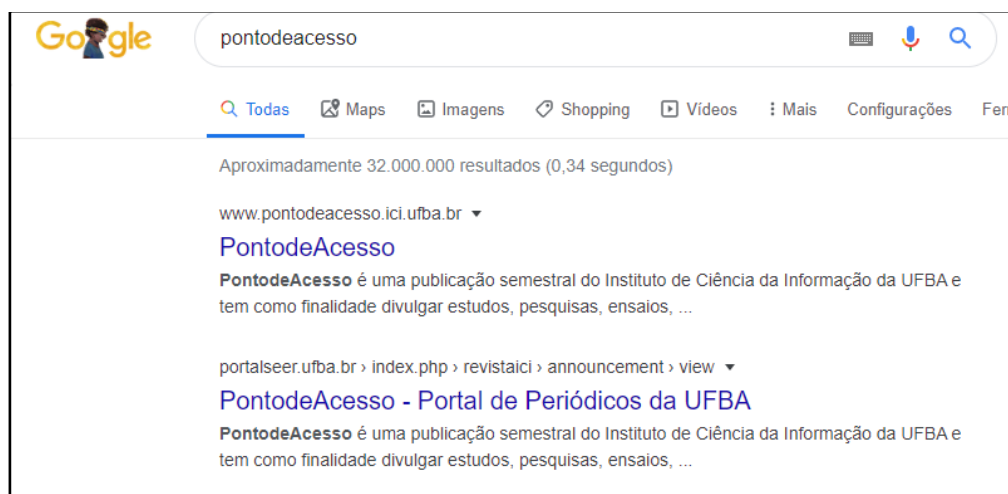 Google
pontodeacesso
Todas Maps Imagens Shopping Vídeos Mais Configurações Fer
Aproximadamente 32.000.000 resultados (0,34 segundos)
www.pontodeacesso.ici.ufba.br
PontodeAcesso
PontodeAcesso é uma publicação semestral do Instituto de Ciência da Informação da UFBA e
tem como finalidade divulgar estudos, pesquisas, ensaios, ...
portalseer.ufba.br › index.php › revistaici › announcement › view
PontodeAcesso - Portal de Periódicos da UFBA
PontodeAcesso é uma publicação semestral do Instituto de Ciência da Informação da UFBA e
tem como finalidade divulgar estudos, pesquisas, ensaios, ...